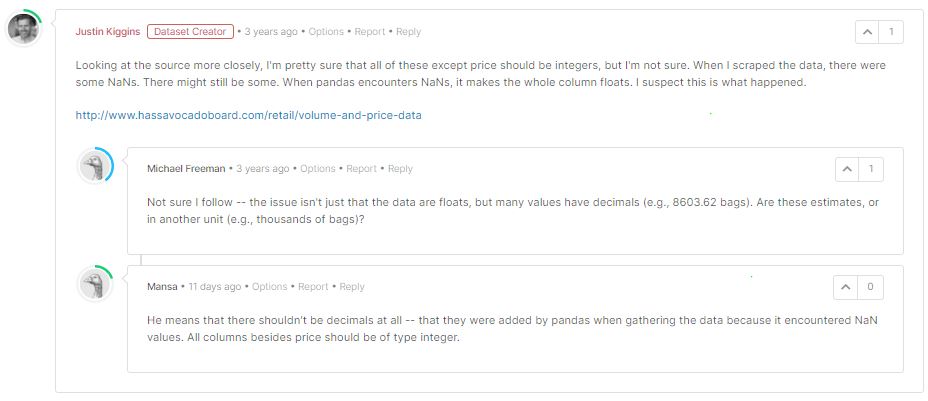 Justin Kiggins Dataset Creator • 3 years ago • Options • Report • Reply
1
Looking at the source more closely, I'm pretty sure that all of these except price should be integers, but I'm not sure. When I scraped the data, there were
some NaNs. There might still be some. When pandas encounters NaNs, it makes the whole column floats. I suspect this is what happened.
http://www.hassavocadoboard.com/retail/volume-and-price-data
Michael Freeman • 3 years ago • Options • Report • Reply
1
Not sure I follow -- the issue isn't just that the data are floats, but many values have decimals (e.g., 8603.62 bags). Are these estimates, or
in another unit (e.g., thousands of bags)?
Mansa • 11 days ago • Options • Report • Reply
0
He means that there shouldn't be decimals at all -- that they were added by pandas when gathering the data because it encountered NaN
values. All columns besides price should be of type integer.